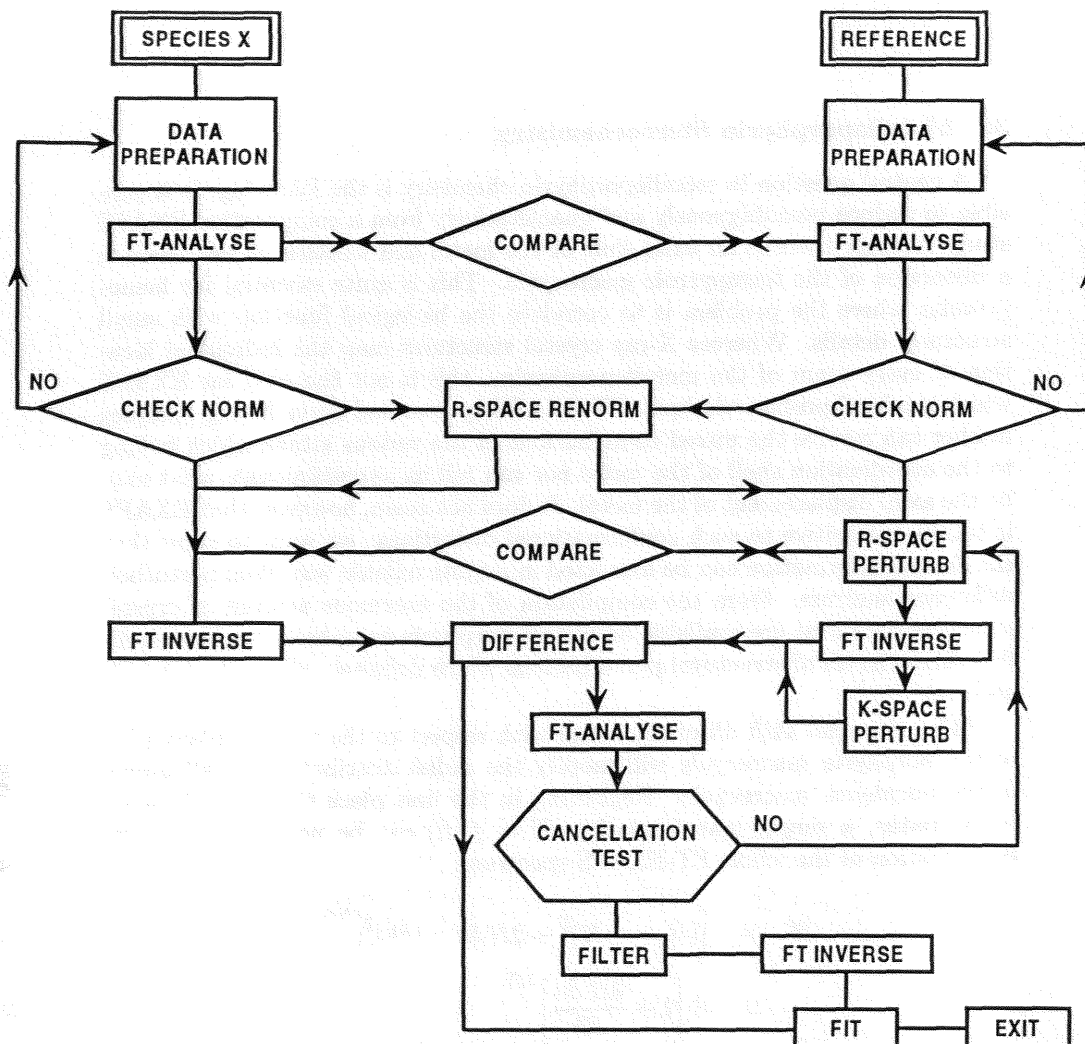 SPECIES X
REFERENCE
DATA
PREPARATION
DATA
PREPARATION
FT-ANALYSE
COMPARE
FT-ANALYSE
NO
CHECK NORM
R-SPACE RENORM
CHECK NORM
NO
COMPARE
R-SPACE
PERTURB
FT INVERSE
DIFFERENCE
FT INVERSE
K-SPACE
PERTURB
FT-ANALYSE
CANCELLATION
TEST
NO
FILTER
FT INVERSE
FIT
EXIT